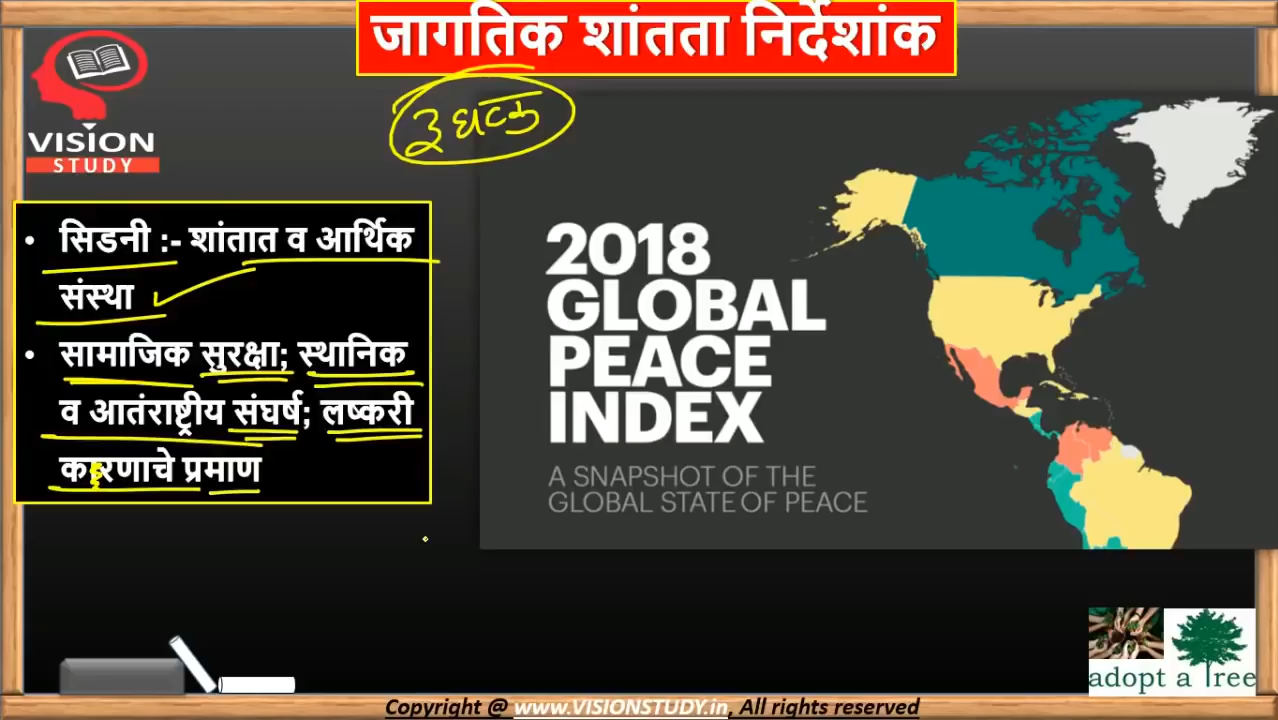 जागतिक शांतता निर्देशांक
VISION
STUDY
३ घटक
• सिडनी :- शांतात व आर्थिक
संस्था
• सामाजिक सुरक्षा; स्थानिक
व आतंराष्ट्रीय संघर्ष; लष्करी
करणाचे प्रमाण
2018
GLOBAL
PEACE
INDEX
A SNAPSHOT OF THE
GLOBAL STATE OF PEACE
adopt a Tree
Copyright @ www.VISIONSTUDY.in, All rights reserved